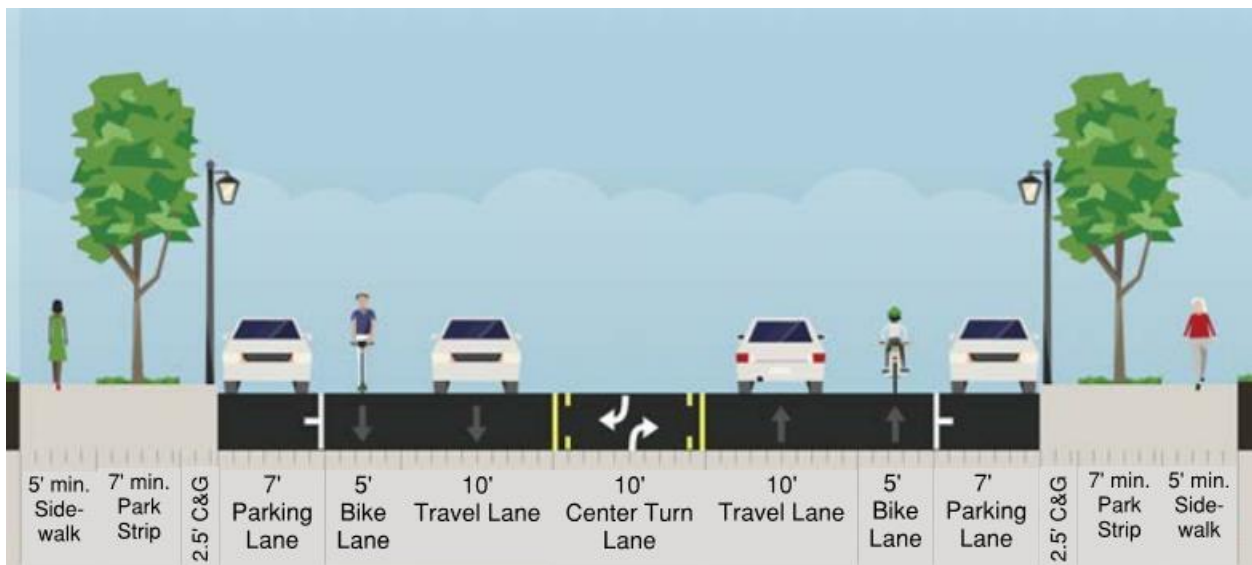 5' min.
Side-
walk
7' min.
Park
Strip
2.5' C&G
7'
Parking
Lane
5'
Bike
Lane
10'
Travel Lane
10'
Center Turn
Lane
10'
Travel Lane
5'
Bike
Lane
7'
Parking
Lane
2.5' C&G
7' min.
Park
Strip
5' min.
Side-
walk